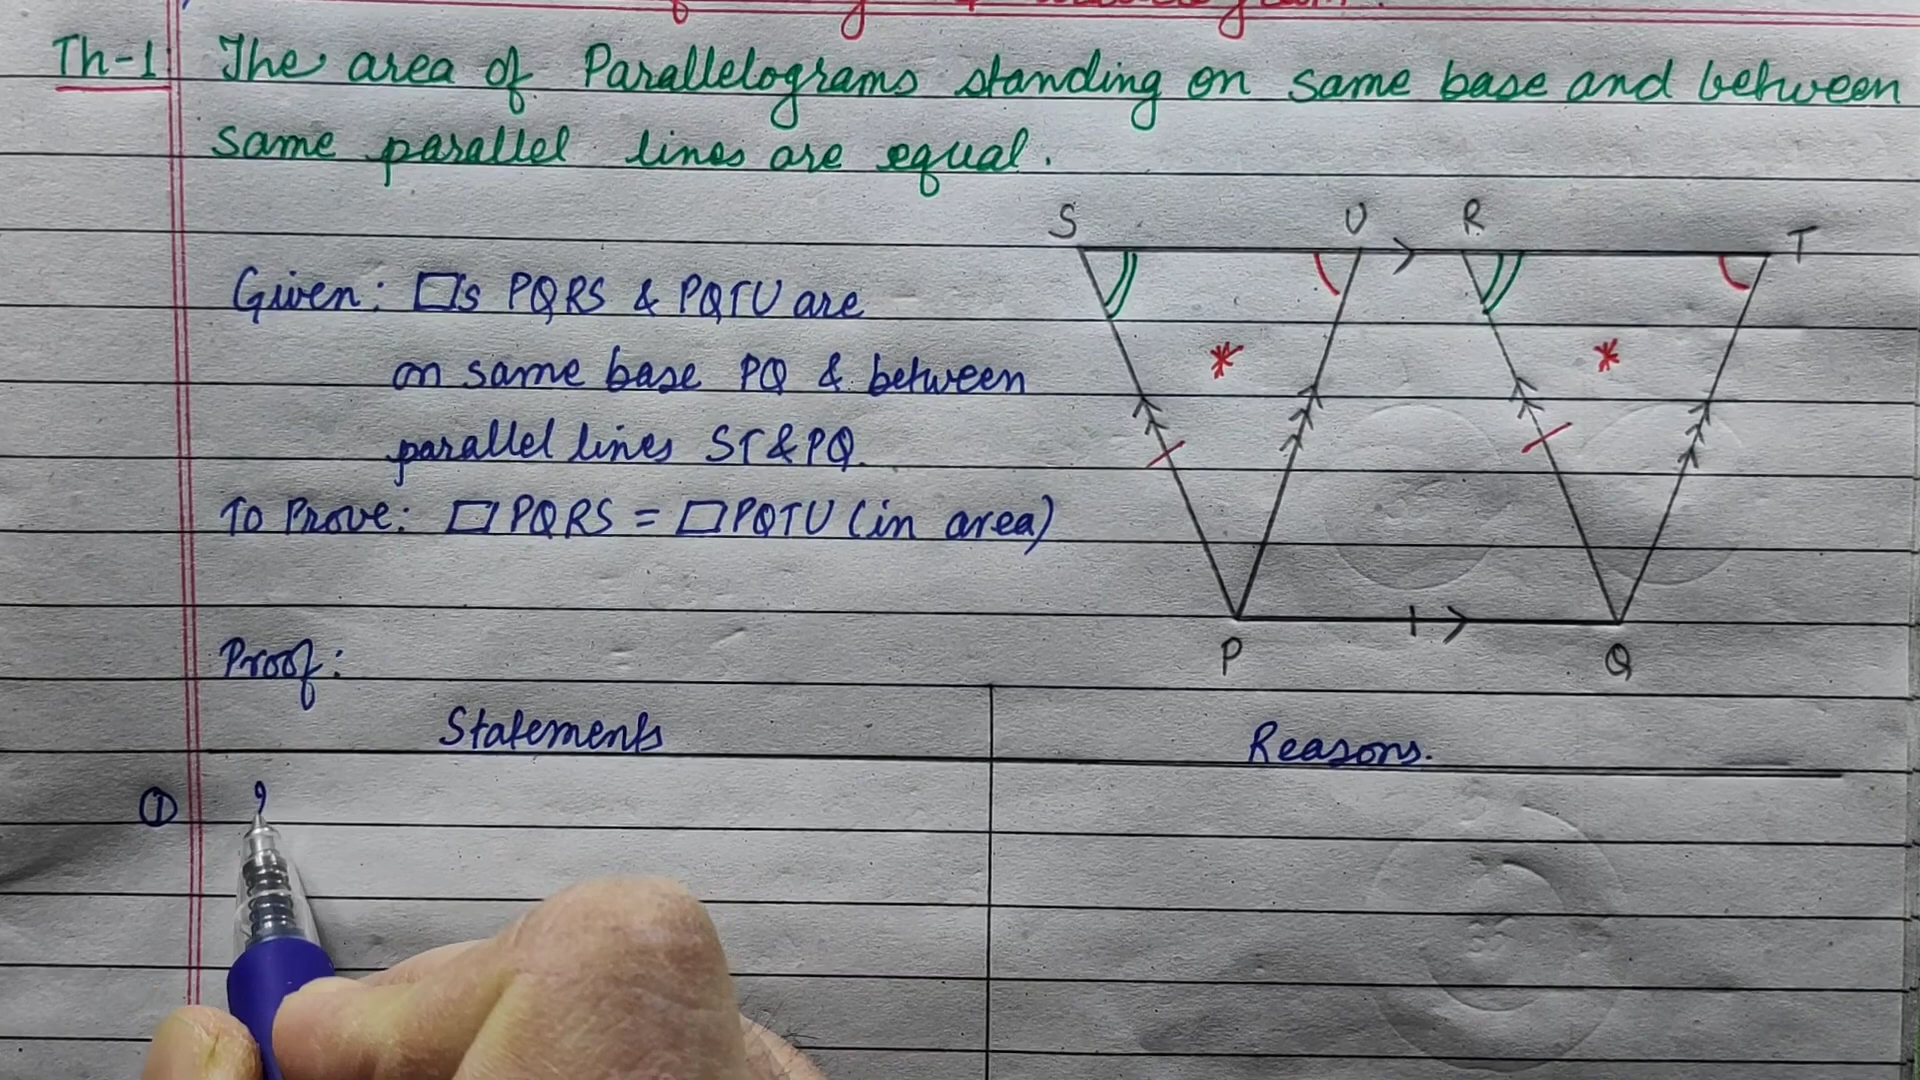 Th-1 The area of Parallelograms standing on same base and between
same parallel lines are equal.
S U R T
Given: ▱s PQRS & PQTU are
on same base PQ & between
parallel lines ST & PQ.
To Prove: ▱PQRS = ▱PQTU (in area)
P Q
Proof:
Statements Reasons.
①